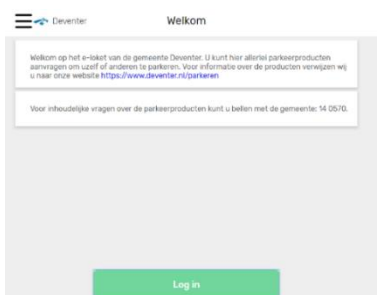 Deventer
Welkom
Welkom op het e-loket van de gemeente Deventer. U kunt hier allerlei parkeerproducten
aanvragen om uzelf of anderen te parkeren. Voor informatie over de producten verwijzen wij
u naar onze website https://www.deventer.nl/parkeren
Voor inhoudelijke vragen over de parkeerproducten kunt u bellen met de gemeente: 14 0570.
Log in